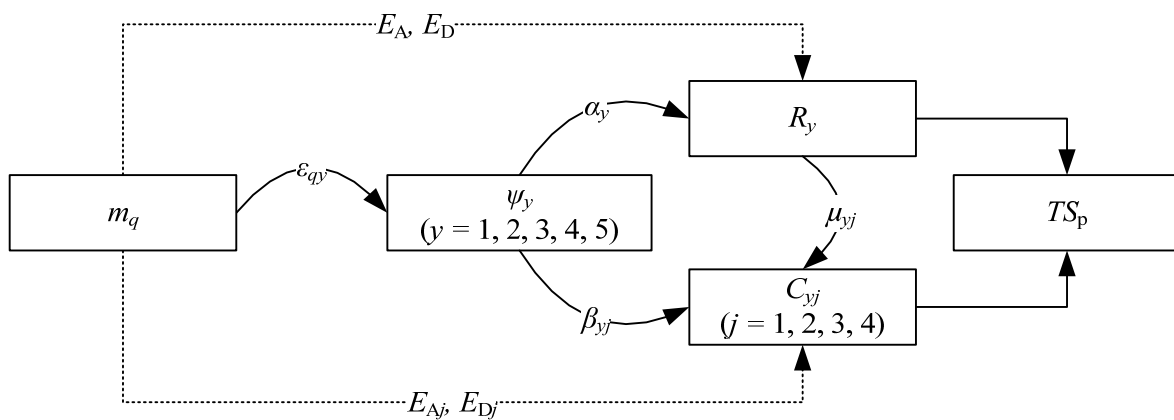 E_A, E_D
α_y
R_y
ε_qy
m_q
ψ_y
(y = 1, 2, 3, 4, 5)
μ_yj
TS_p
β_yj
C_yj
(j = 1, 2, 3, 4)
E_Aj, E_Dj